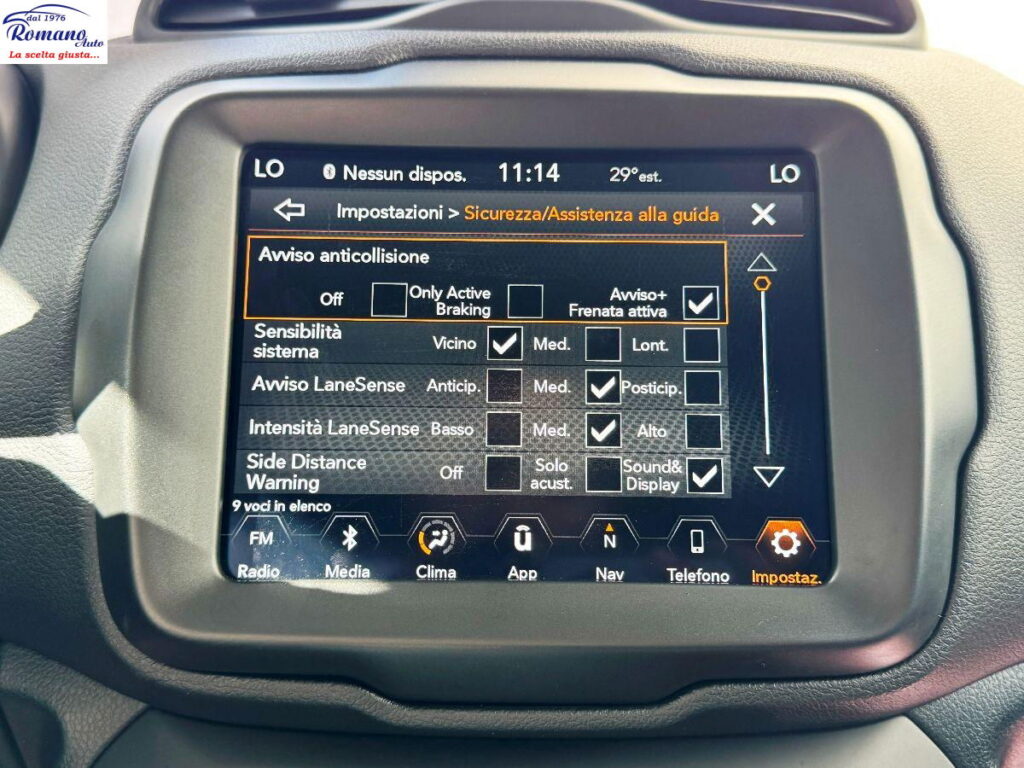 dal 1976
Romano
Auto
La scelta giusta...
LO Nessun dispos. 11:14 29°est. LO
Impostazioni > Sicurezza/Assistenza alla guida X
Avviso anticollisione
Off Only Active Braking Avviso+ Frenata attiva
Sensibilità sistema Vicino Med. Lont.
Avviso LaneSense Anticip. Med. Posticip.
Intensità LaneSense Basso Med. Alto
Side Distance Warning Off Solo acust. Sound& Display
9 voci in elenco
FM N
Radio Media Clima App Nav Telefono Impostaz.